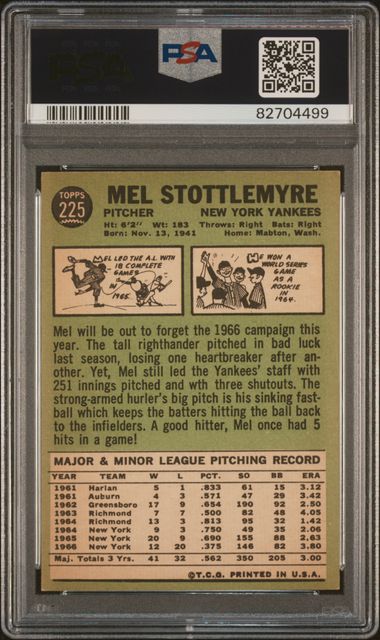 PSA
PSA
82704499
TOPPS
225
MEL STOTTLEMYRE
PITCHER NEW YORK YANKEES
Ht: 6'2" Wt: 183 Throws: Right Bats: Right
Born: Nov. 13, 1941 Home: Mabton, Wash.
MEL LED THE A.L. WITH
18 COMPLETE
GAMES
IN
1965.
HE WON A
WORLD SERIES
GAME
AS A
ROOKIE
IN
1964.
Mel will be out to forget the 1966 campaign this
year. The tall righthander pitched in bad luck
last season, losing one heartbreaker after an-
other. Yet, Mel still led the Yankees' staff with
251 innings pitched and wth three shutouts. The
strong-armed hurler's big pitch is his sinking fast-
ball which keeps the batters hitting the ball back
to the infielders. A good hitter, Mel once had 5
hits in a game!
MAJOR & MINOR LEAGUE PITCHING RECORD
YEAR TEAM W L PCT. SO BB ERA
1961 Harlan 5 1 .833 61 15 3.12
1961 Auburn 4 3 .571 47 29 3.42
1962 Greensboro 17 9 .654 190 92 2.50
1963 Richmond 7 7 .500 82 48 4.05
1964 Richmond 13 3 .813 95 32 1.42
1964 New York 9 3 .750 49 35 2.06
1965 New York 20 9 .690 155 88 2.63
1966 New York 12 20 .375 146 82 3.80
Maj. Totals 3 Yrs. 41 32 .562 350 205 3.00
©T.C.G. PRINTED IN U.S.A.